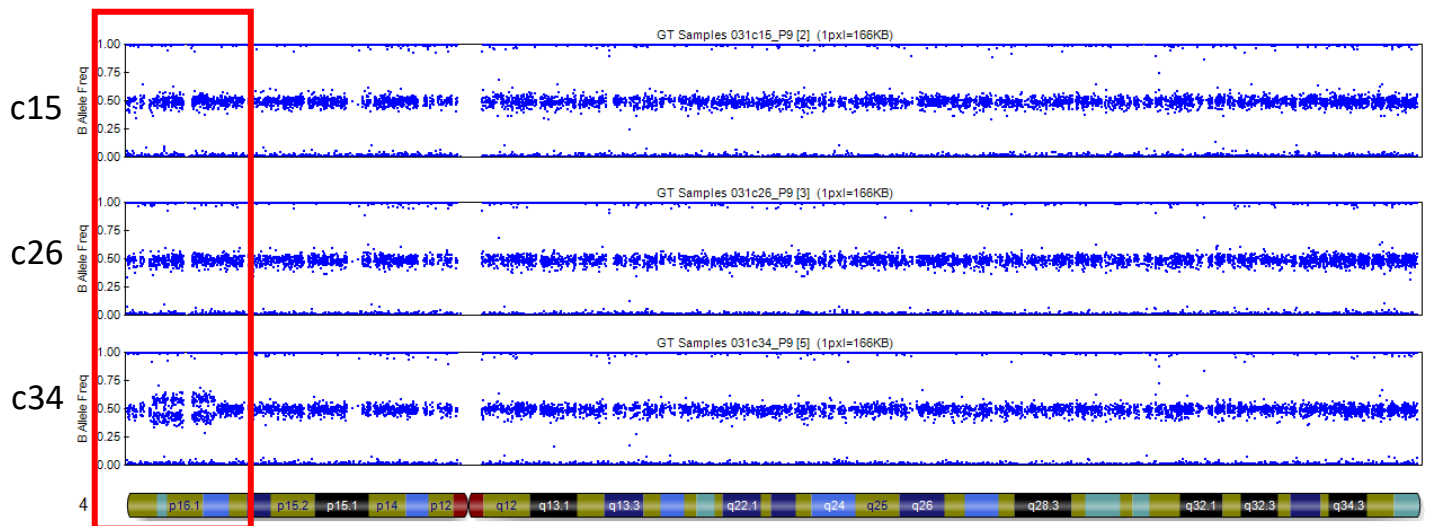 GT Samples 031c15_P9 [2] (1pxl=166KB)
c15
B Allele Freq
1.00
0.75
0.50
0.25
0.00
GT Samples 031c26_P9 [3] (1pxl=166KB)
c26
B Allele Freq
1.00
0.75
0.50
0.25
0.00
GT Samples 031c34_P9 [5] (1pxl=166KB)
c34
B Allele Freq
1.00
0.75
0.50
0.25
0.00
4 p16.1 p15.2 p15.1 p14 p12 q12 q13.1 q13.3 q22.1 q24 q25 q26 q28.3 q32.1 q32.3 q34.3